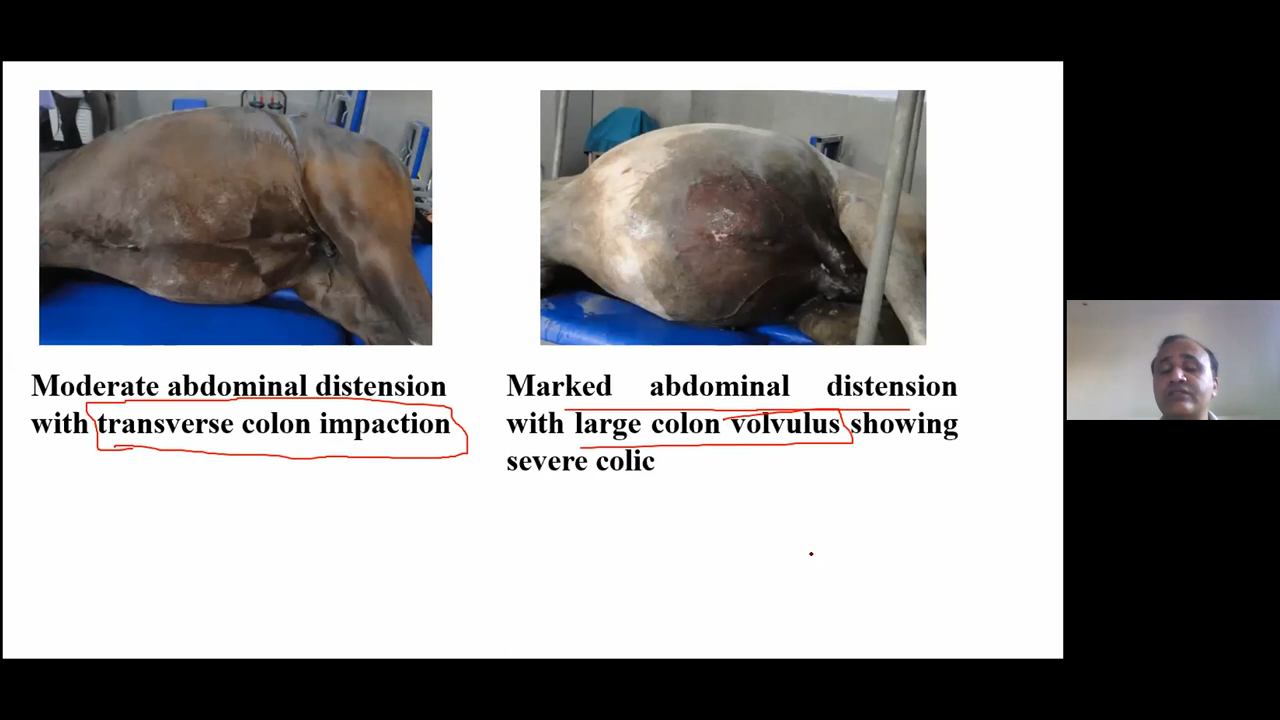 Moderate abdominal distension
with transverse colon impaction
Marked abdominal distension
with large colon volvulus showing
severe colic